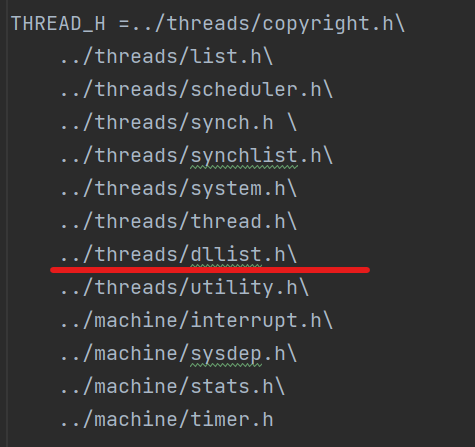 THREAD_H =../threads/copyright.h\
../threads/list.h\
../threads/scheduler.h\
../threads/synch.h \
../threads/synchlist.h\
../threads/system.h\
../threads/thread.h\
../threads/dllist.h\
../threads/utility.h\
../machine/interrupt.h\
../machine/sysdep.h\
../machine/stats.h\
../machine/timer.h